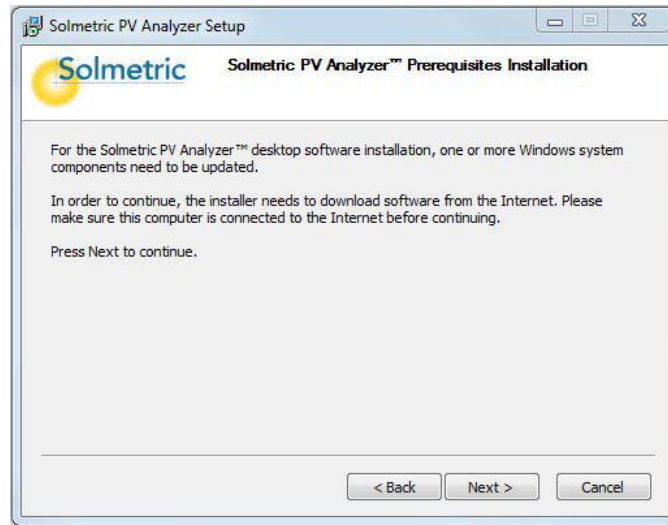 Solmetric PV Analyzer Setup
Solmetric
Solmetric PV Analyzer™ Prerequisites Installation
For the Solmetric PV Analyzer™ desktop software installation, one or more Windows system
components need to be updated.
In order to continue, the installer needs to download software from the Internet. Please
make sure this computer is connected to the Internet before continuing.
Press Next to continue.
< Back
Next >
Cancel